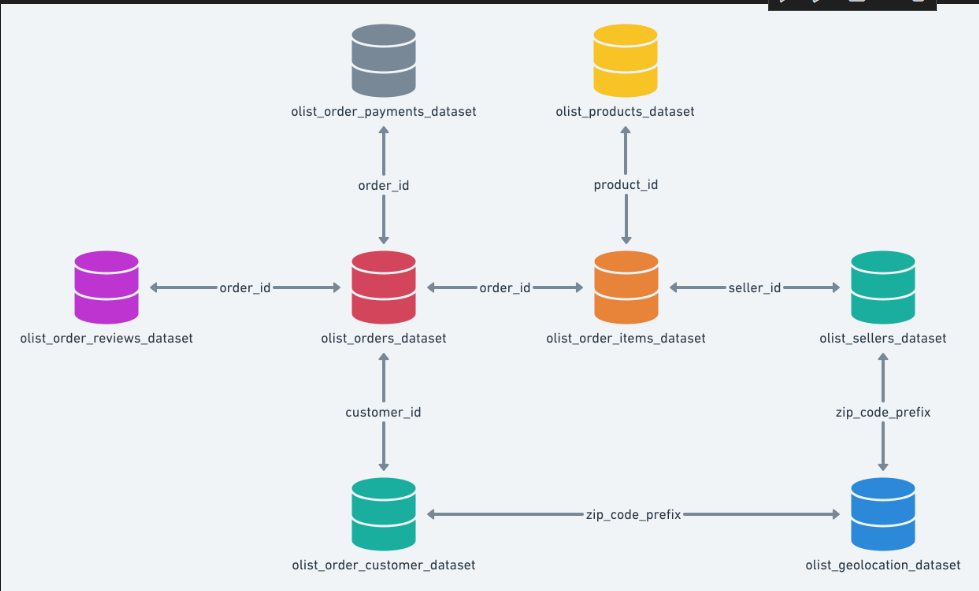 olist_order_payments_dataset
olist_products_dataset
order_id
product_id
order_id
order_id
seller_id
olist_order_reviews_dataset
olist_orders_dataset
olist_order_items_dataset
olist_sellers_dataset
customer_id
zip_code_prefix
zip_code_prefix
olist_order_customer_dataset
olist_geolocation_dataset